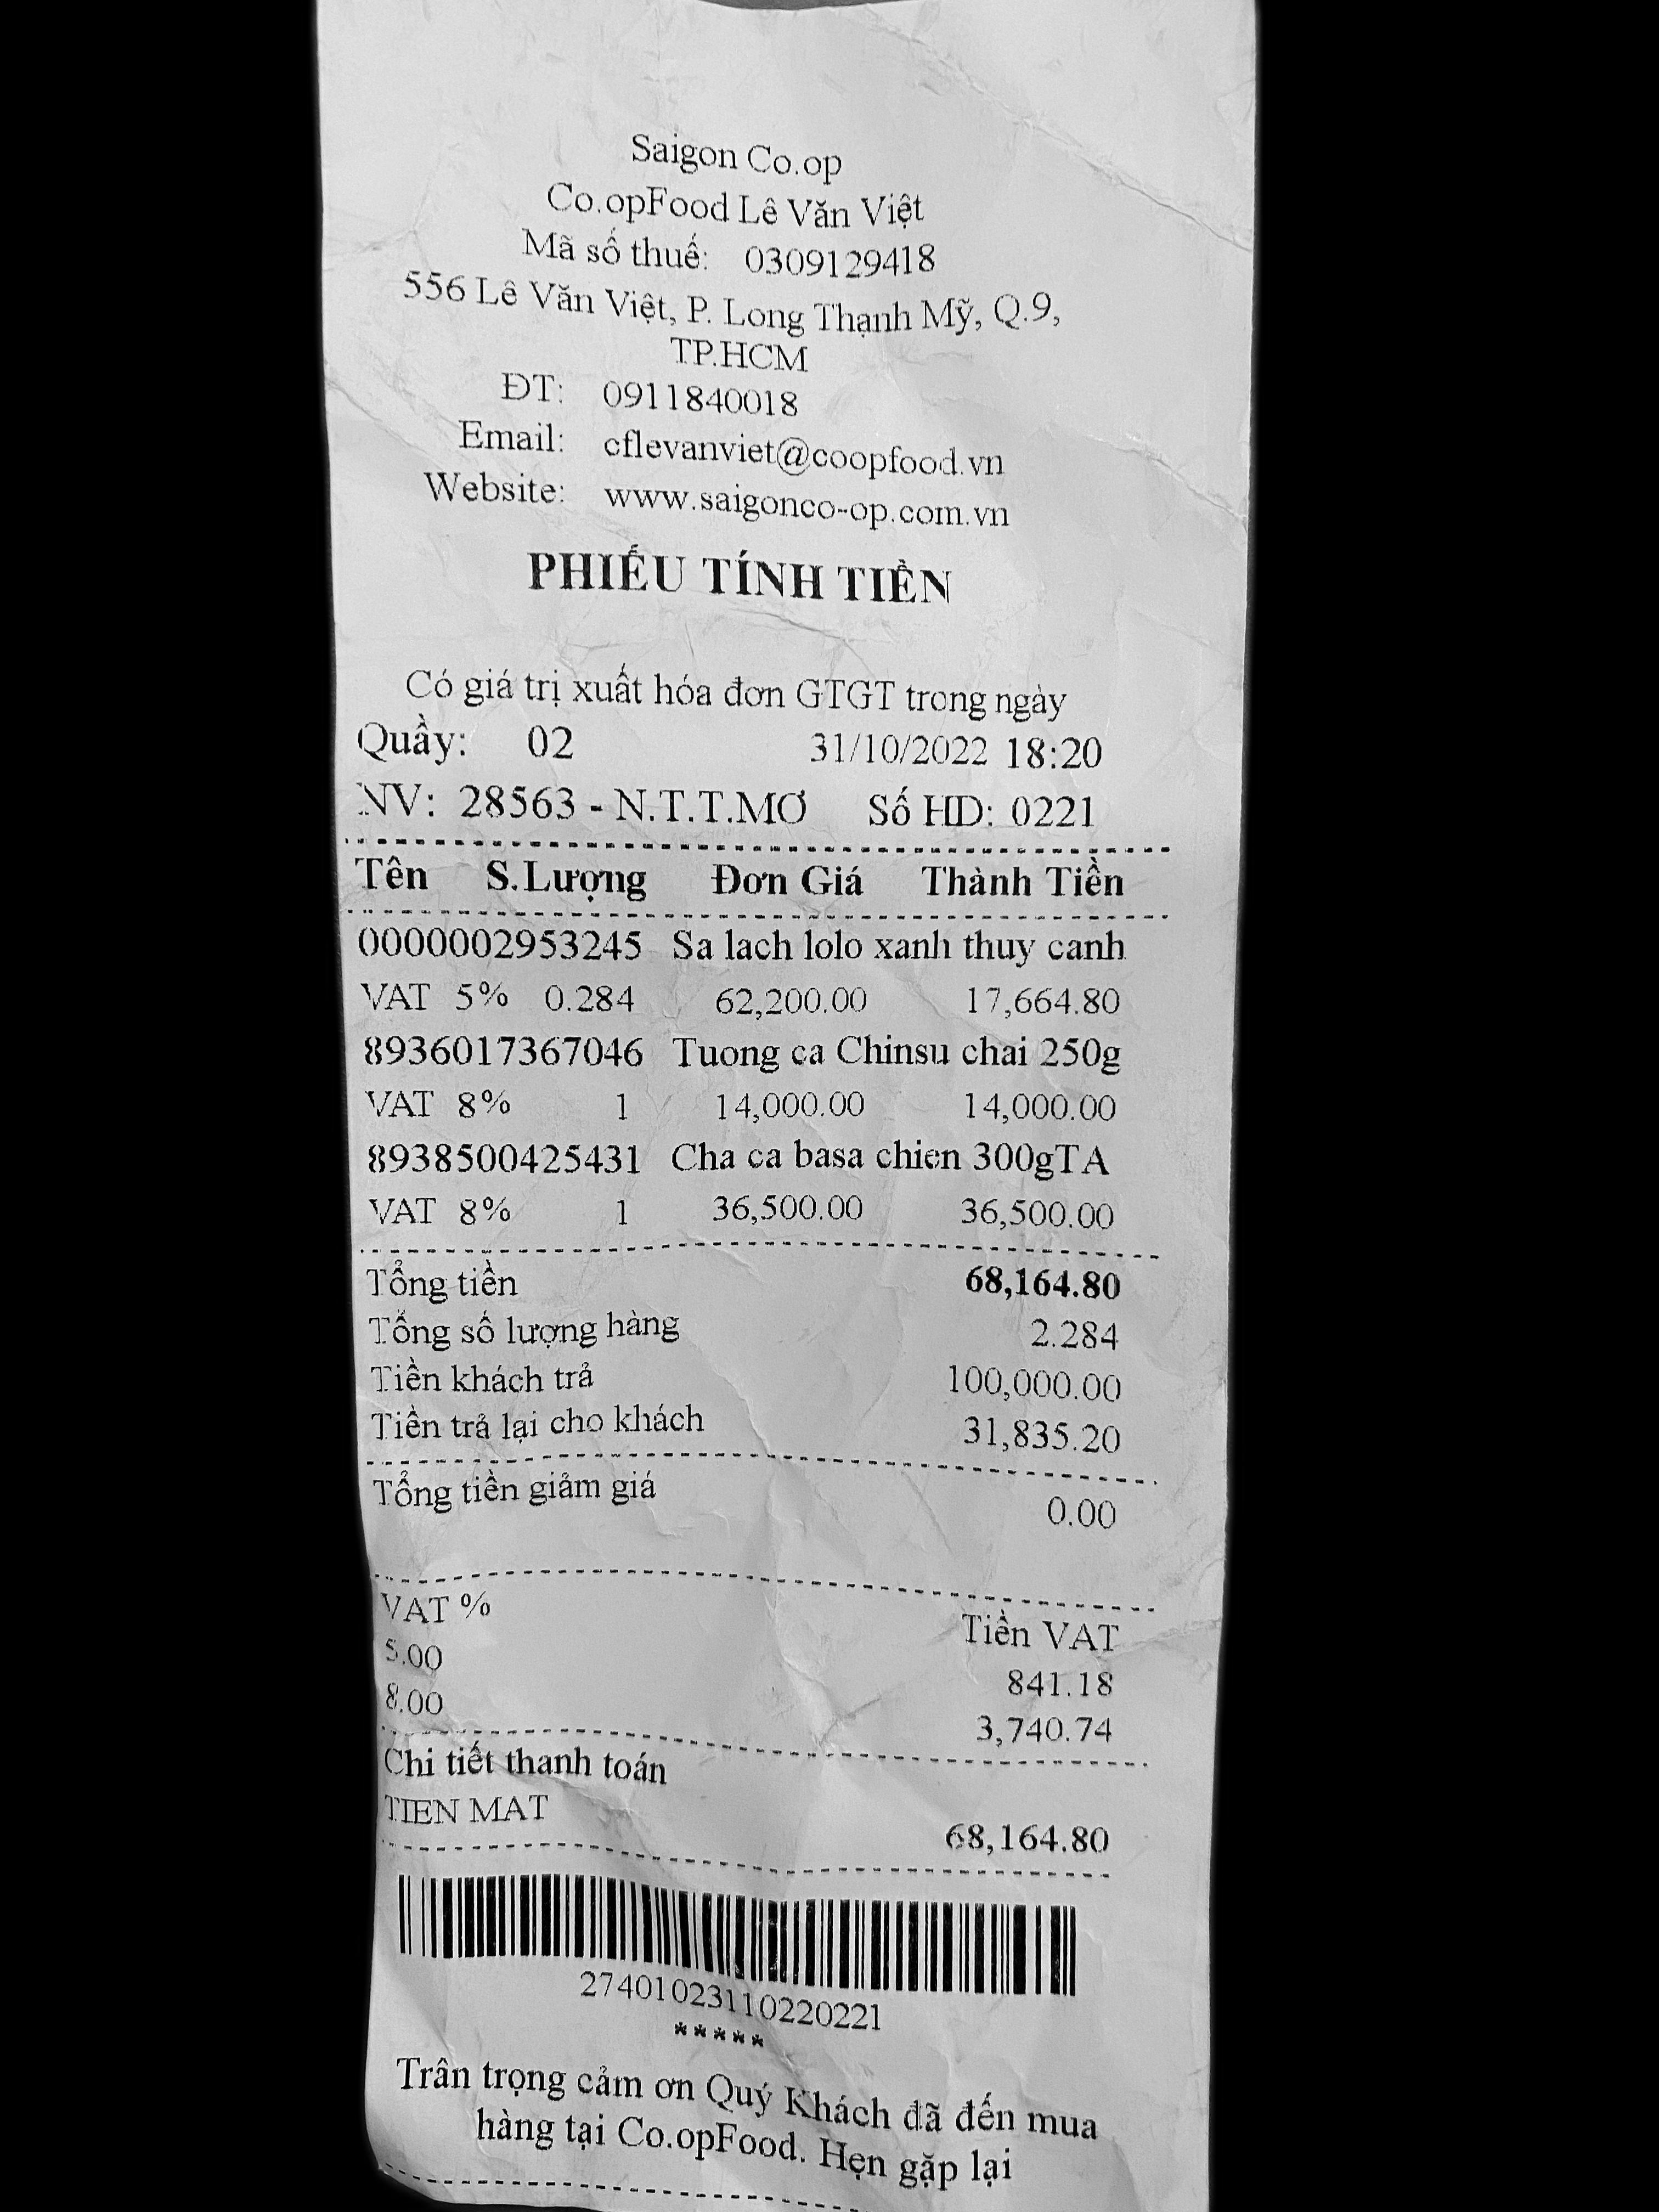 Saigon Co.op
Co.opFood Lê Văn Việt
Mã số thuế: 0309129418
556 Lê Văn Việt, P. Long Thạnh Mỹ, Q.9,
TP.HCM
ĐT: 0911840018
Email: cflevanviet@coopfood.vn
Website: www.saigonco-op.com.vn
PHIẾU TÍNH TIỀN
Có giá trị xuất hóa đơn GTGT trong ngày
Quầy: 02 31/10/2022 18:20
NV: 28563 - N.T.T.MƠ Số HD: 0221
Tên S.Lượng Đơn Giá Thành Tiền
0000002953245 Sa lach lolo xanh thuy canh
VAT 5% 0.284 62,200.00 17,664.80
8936017367046 Tuong ca Chinsu chai 250g
VAT 8% 1 14,000.00 14,000.00
8938500425431 Cha ca basa chien 300gTA
VAT 8% 1 36,500.00 36,500.00
Tổng tiền 68,164.80
Tổng số lượng hàng 2.284
Tiền khách trả 100,000.00
Tiền trả lại cho khách 31,835.20
Tổng tiền giảm giá 0.00
VAT % Tiền VAT
5.00 841.18
8.00 3,740.74
Chi tiết thanh toán
TIEN MAT 68,164.80
27401023110220221
*****
Trân trọng cảm ơn Quý Khách đã đến mua
hàng tại Co.opFood. Hẹn gặp lại